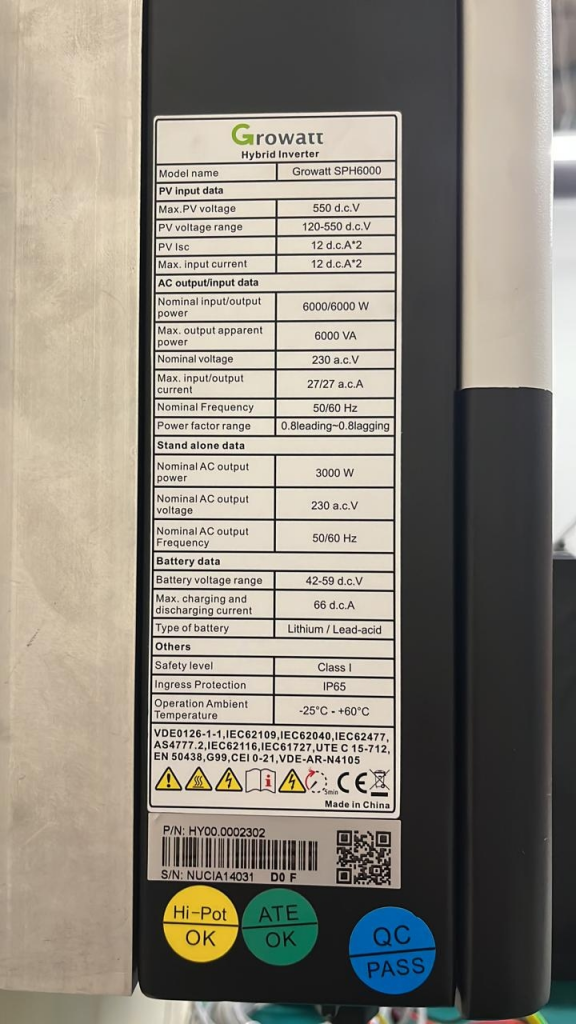 Growatt
Hybrid Inverter
Model name Growatt SPH6000
PV input data
Max.PV voltage 550 d.c.V
PV voltage range 120-550 d.c.V
PV Isc 12 d.c.A*2
Max. input current 12 d.c.A*2
AC output/input data
Nominal input/output
power 6000/6000 W
Max. output apparent
power 6000 VA
Nominal voltage 230 a.c.V
Max. input/output
current 27/27 a.c.A
Nominal Frequency 50/60 Hz
Power factor range 0.8leading~0.8lagging
Stand alone data
Nominal AC output
power 3000 W
Nominal AC output
voltage 230 a.c.V
Nominal AC output
Frequency 50/60 Hz
Battery data
Battery voltage range 42-59 d.c.V
Max. charging and
discharging current 66 d.c.A
Type of battery Lithium / Lead-acid
Others
Safety level Class I
Ingress Protection IP65
Operation Ambient
Temperature -25°C - +60°C
VDE0126-1-1,IEC62109,IEC62040,IEC62477,
AS4777.2,IEC62116,IEC61727,UTE C 15-712,
EN 50438,G99,CEI 0-21,VDE-AR-N4105
5min CE
Made in China
P/N: HY00.0002302
S/N: NUCIA14031 D0 F
Hi-Pot
OK
ATE
OK
QC
PASS